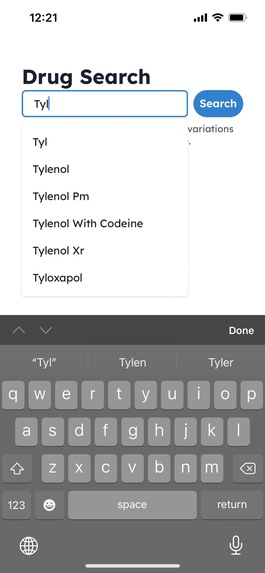 12:21
Drug Search
Tyl
Search
variations
Tyl
Tylenol
Tylenol Pm
Tylenol With Codeine
Tylenol Xr
Tyloxapol
Done
“Tyl” Tylen Tyler
q w e r t y u i o p
a s d f g h j k l
z x c v b n m
123 space return